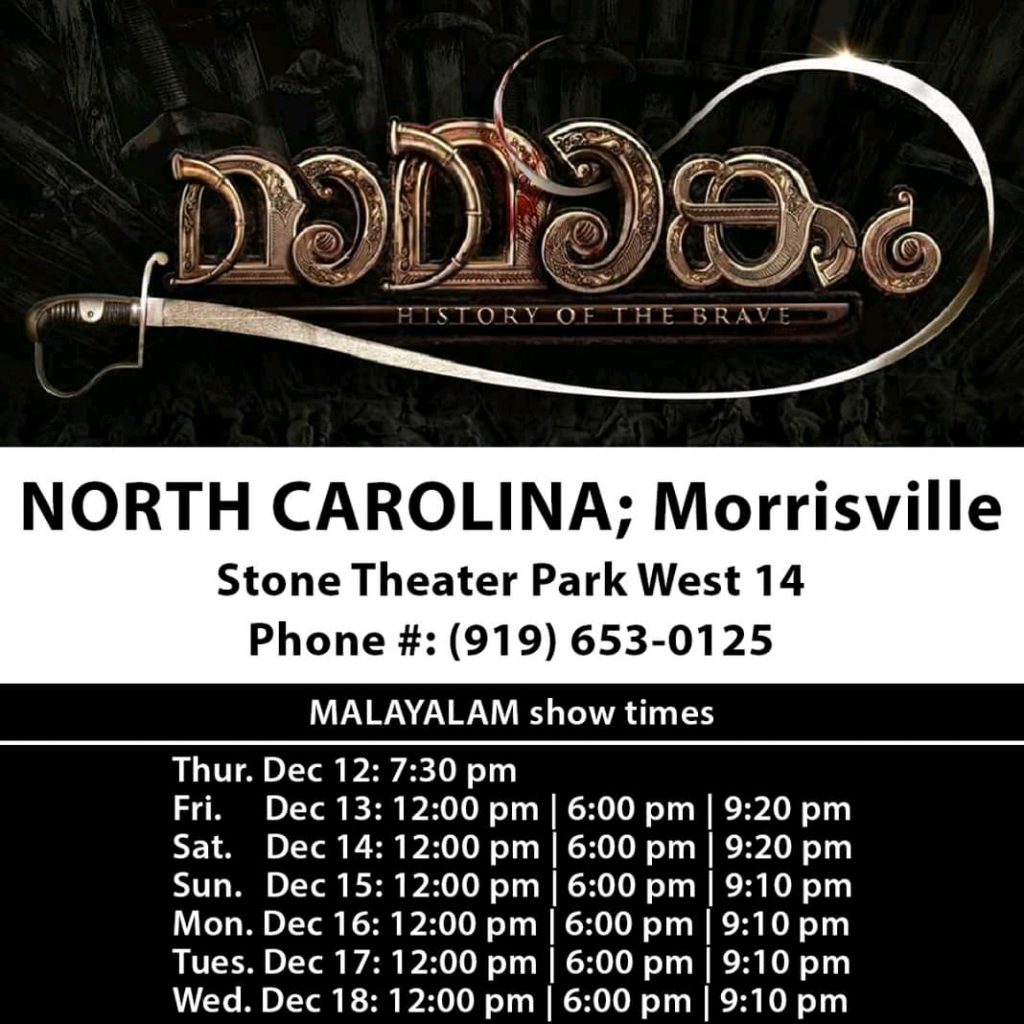 മാമാങ്കം
HISTORY OF THE BRAVE
NORTH CAROLINA; Morrisville
Stone Theater Park West 14
Phone #: (919) 653-0125
MALAYALAM show times
Thur. Dec 12: 7:30 pm
Fri. Dec 13: 12:00 pm | 6:00 pm | 9:20 pm
Sat. Dec 14: 12:00 pm | 6:00 pm | 9:20 pm
Sun. Dec 15: 12:00 pm | 6:00 pm | 9:10 pm
Mon. Dec 16: 12:00 pm | 6:00 pm | 9:10 pm
Tues. Dec 17: 12:00 pm | 6:00 pm | 9:10 pm
Wed. Dec 18: 12:00 pm | 6:00 pm | 9:10 pm